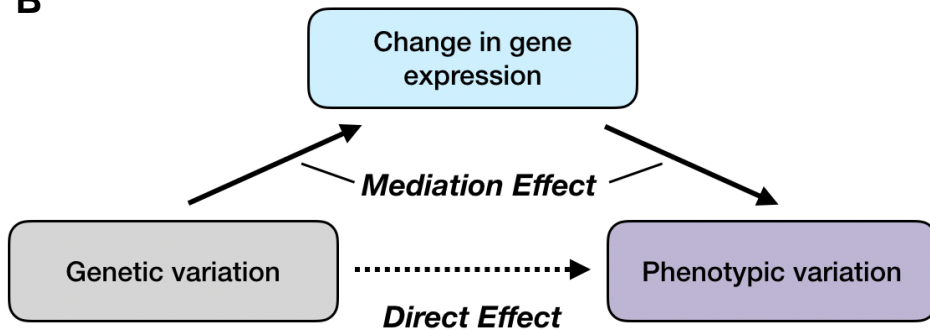 B
Change in gene
expression
Mediation Effect
Genetic variation
Phenotypic variation
Direct Effect